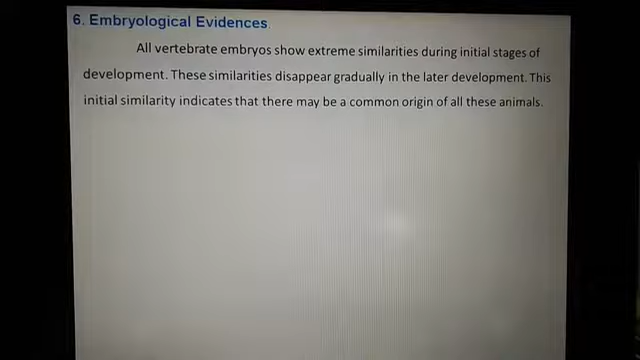 6. Embryological Evidences
All vertebrate embryos show extreme similarities during initial stages of
development. These similarities disappear gradually in the later development. This
initial similarity indicates that there may be a common origin of all these animals.